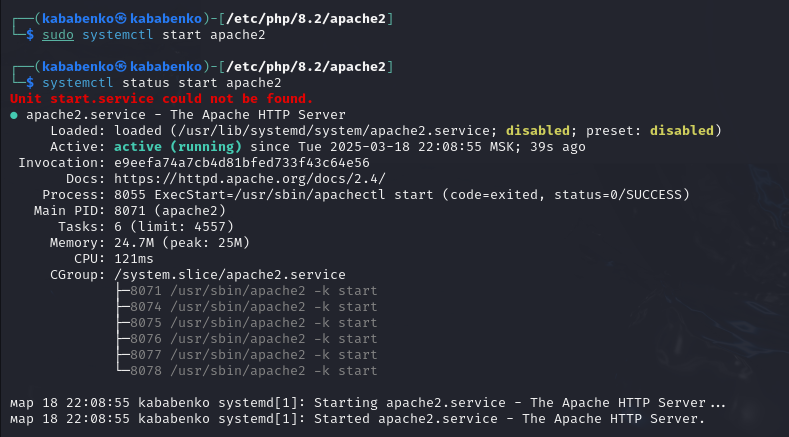 ┌──(kababenko㉿kababenko)-[/etc/php/8.2/apache2]
└─$ sudo systemctl start apache2
┌──(kababenko㉿kababenko)-[/etc/php/8.2/apache2]
└─$ systemctl status start apache2
Unit start.service could not be found.
● apache2.service - The Apache HTTP Server
Loaded: loaded (/usr/lib/systemd/system/apache2.service; disabled; preset: disabled)
Active: active (running) since Tue 2025-03-18 22:08:55 MSK; 39s ago
Invocation: e9eefa74a7cb4d81bfed733f43c64e56
Docs: https://httpd.apache.org/docs/2.4/
Process: 8055 ExecStart=/usr/sbin/apachectl start (code=exited, status=0/SUCCESS)
Main PID: 8071 (apache2)
Tasks: 6 (limit: 4557)
Memory: 24.7M (peak: 25M)
CPU: 121ms
CGroup: /system.slice/apache2.service
├─8071 /usr/sbin/apache2 -k start
├─8074 /usr/sbin/apache2 -k start
├─8075 /usr/sbin/apache2 -k start
├─8076 /usr/sbin/apache2 -k start
├─8077 /usr/sbin/apache2 -k start
└─8078 /usr/sbin/apache2 -k start
мар 18 22:08:55 kababenko systemd[1]: Starting apache2.service - The Apache HTTP Server...
мар 18 22:08:55 kababenko systemd[1]: Started apache2.service - The Apache HTTP Server.